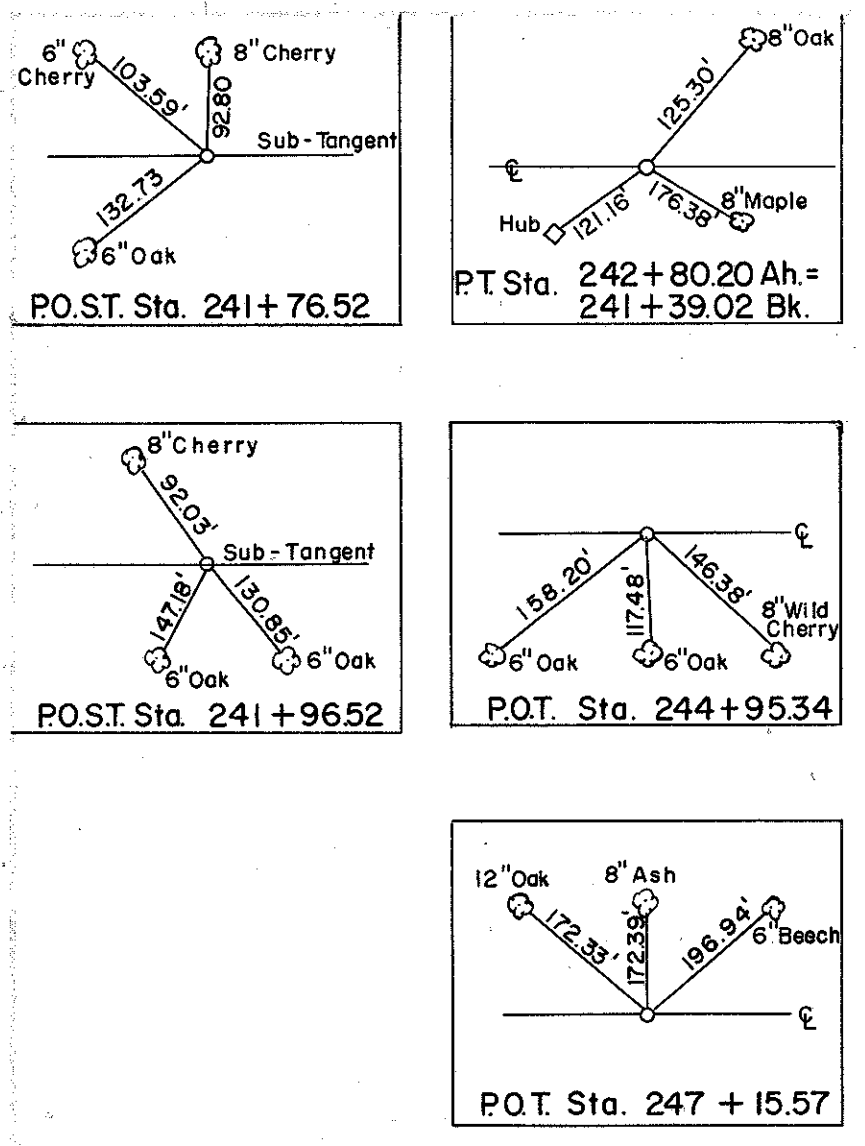 6"
Cherry
8" Cherry
103.59'
92.80
Sub-Tangent
132.73
6" Oak
P.O.S.T. Sta. 241+76.52
8" Oak
125.30'
℄
Hub
121.16'
176.38'
8" Maple
P.T. Sta. 242+80.20 Ah.=
241+39.02 Bk.
8" Cherry
92.03'
Sub-Tangent
147.18'
130.85'
6" Oak
6" Oak
P.O.S.T. Sta. 241+96.52
℄
158.20'
117.48'
146.38'
8" Wild
Cherry
6" Oak
6" Oak
P.O.T. Sta. 244+95.34
12" Oak
8" Ash
172.33'
172.39'
196.94'
6" Beech
℄
P.O.T. Sta. 247 +15.57